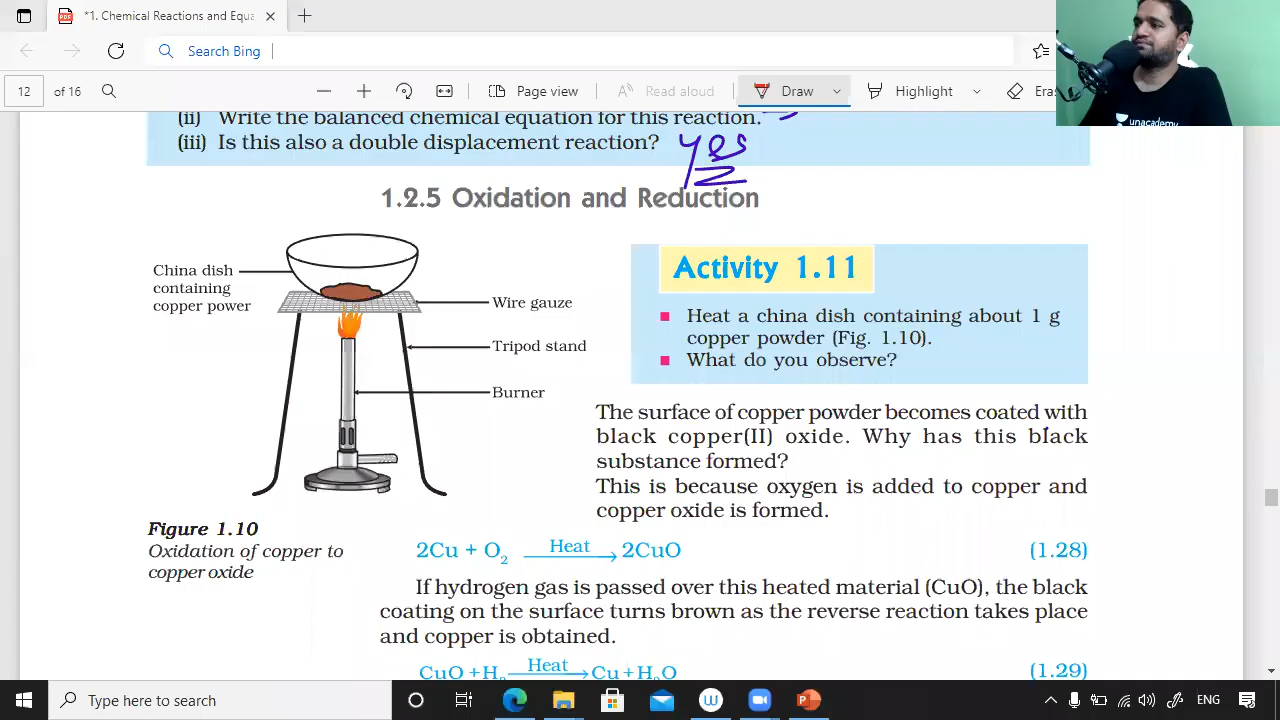 *1. Chemical Reactions and Equa
Search Bing
12 of 16
Page view
Read aloud
Draw
Highlight
unacademy
(ii) Write the balanced chemical equation for this reaction.
(iii) Is this also a double displacement reaction? yes
1.2.5 Oxidation and Reduction
China dish
containing
copper power
Wire gauze
Tripod stand
Burner
Figure 1.10
Oxidation of copper to
copper oxide
Activity 1.11
Heat a china dish containing about 1 g
copper powder (Fig. 1.10).
What do you observe?
The surface of copper powder becomes coated with
black copper(II) oxide. Why has this black
substance formed?
This is because oxygen is added to copper and
copper oxide is formed.
2Cu + O₂ Heat → 2CuO (1.28)
If hydrogen gas is passed over this heated material (CuO), the black
coating on the surface turns brown as the reverse reaction takes place
and copper is obtained.
CuO +H₂ Heat → Cu+H₂O (1.29)
Type here to search
ENG